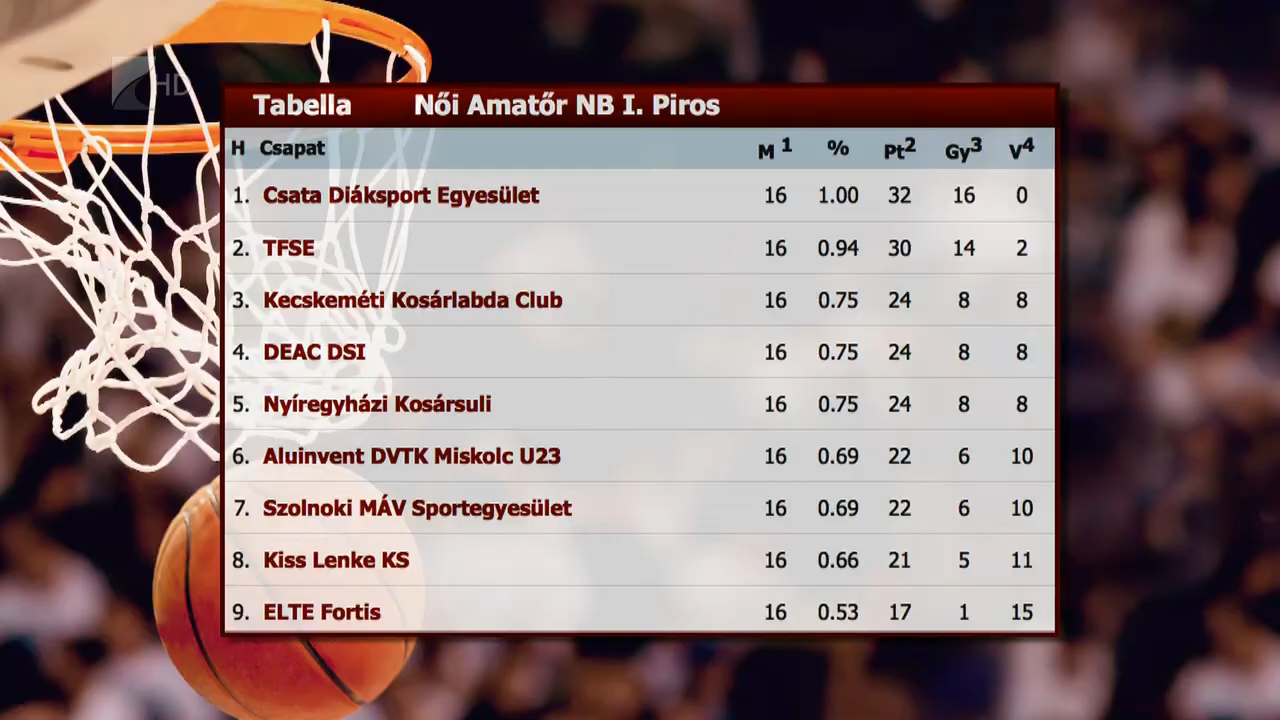 HD
Tabella Női Amatőr NB I. Piros
H Csapat M 1 % Pt2 Gy3 V4
1. Csata Diáksport Egyesület 16 1.00 32 16 0
2. TFSE 16 0.94 30 14 2
3. Kecskeméti Kosárlabda Club 16 0.75 24 8 8
4. DEAC DSI 16 0.75 24 8 8
5. Nyíregyházi Kosársuli 16 0.75 24 8 8
6. Aluinvent DVTK Miskolc U23 16 0.69 22 6 10
7. Szolnoki MÁV Sportegyesület 16 0.69 22 6 10
8. Kiss Lenke KS 16 0.66 21 5 11
9. ELTE Fortis 16 0.53 17 1 15